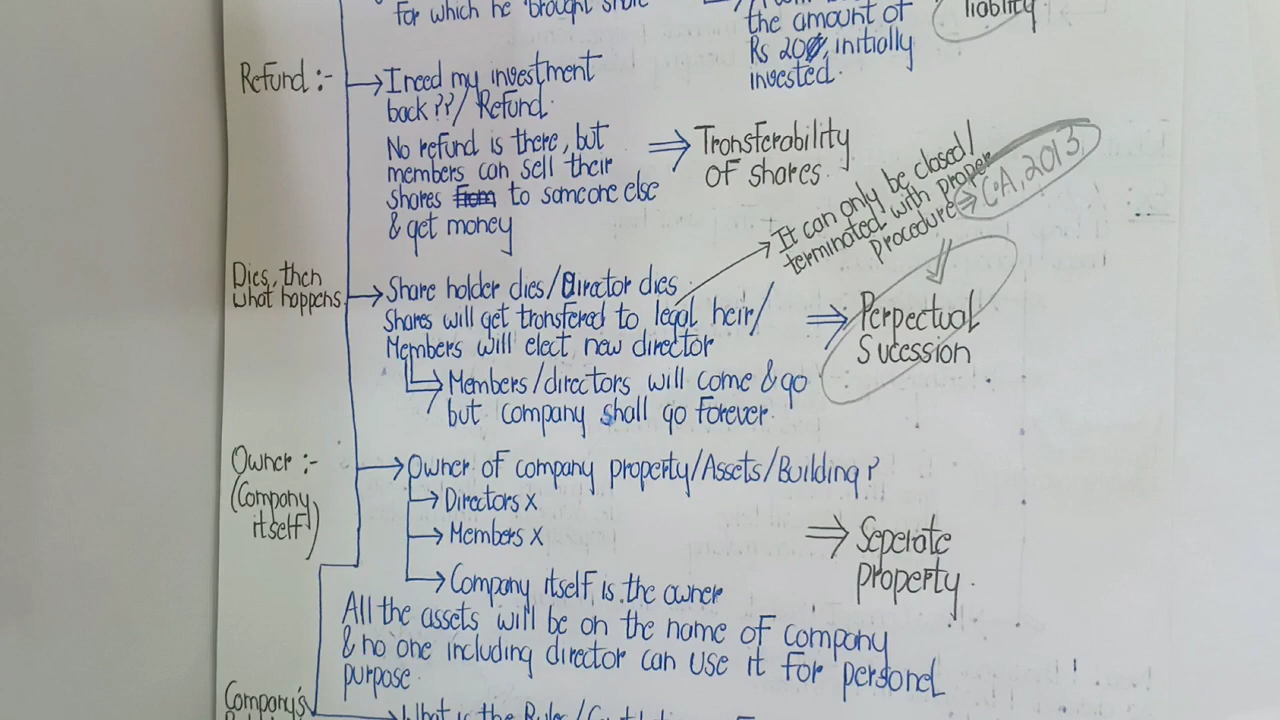 For which he brought share
the amount of
Rs 200, initially
invested.
liablity
Refund :-
I need my investment
back??/ Refund.
No refund is there, but
members can sell their
shares from to someone else
& get money
⇒ Transferability
of shares.
It can only be closed/
terminated with proper
Procedure ⇒ C.A, 2013
Dies, then
what happens
Share holder dies/Director dies.
Shares will get transfered to legal heir/
Members will elect new director
⇒ Perpectual
Sucession
Members/directors will come & go
but company shall go forever.
Owner :-
(Company
itself)
Owner of company property/Assets/Building?
Directors X
Members X
Company itself is the owner
⇒ Seperate
property.
All the assets will be on the name of company
& no one including director can use it for personal
purpose.
Company's
What is the